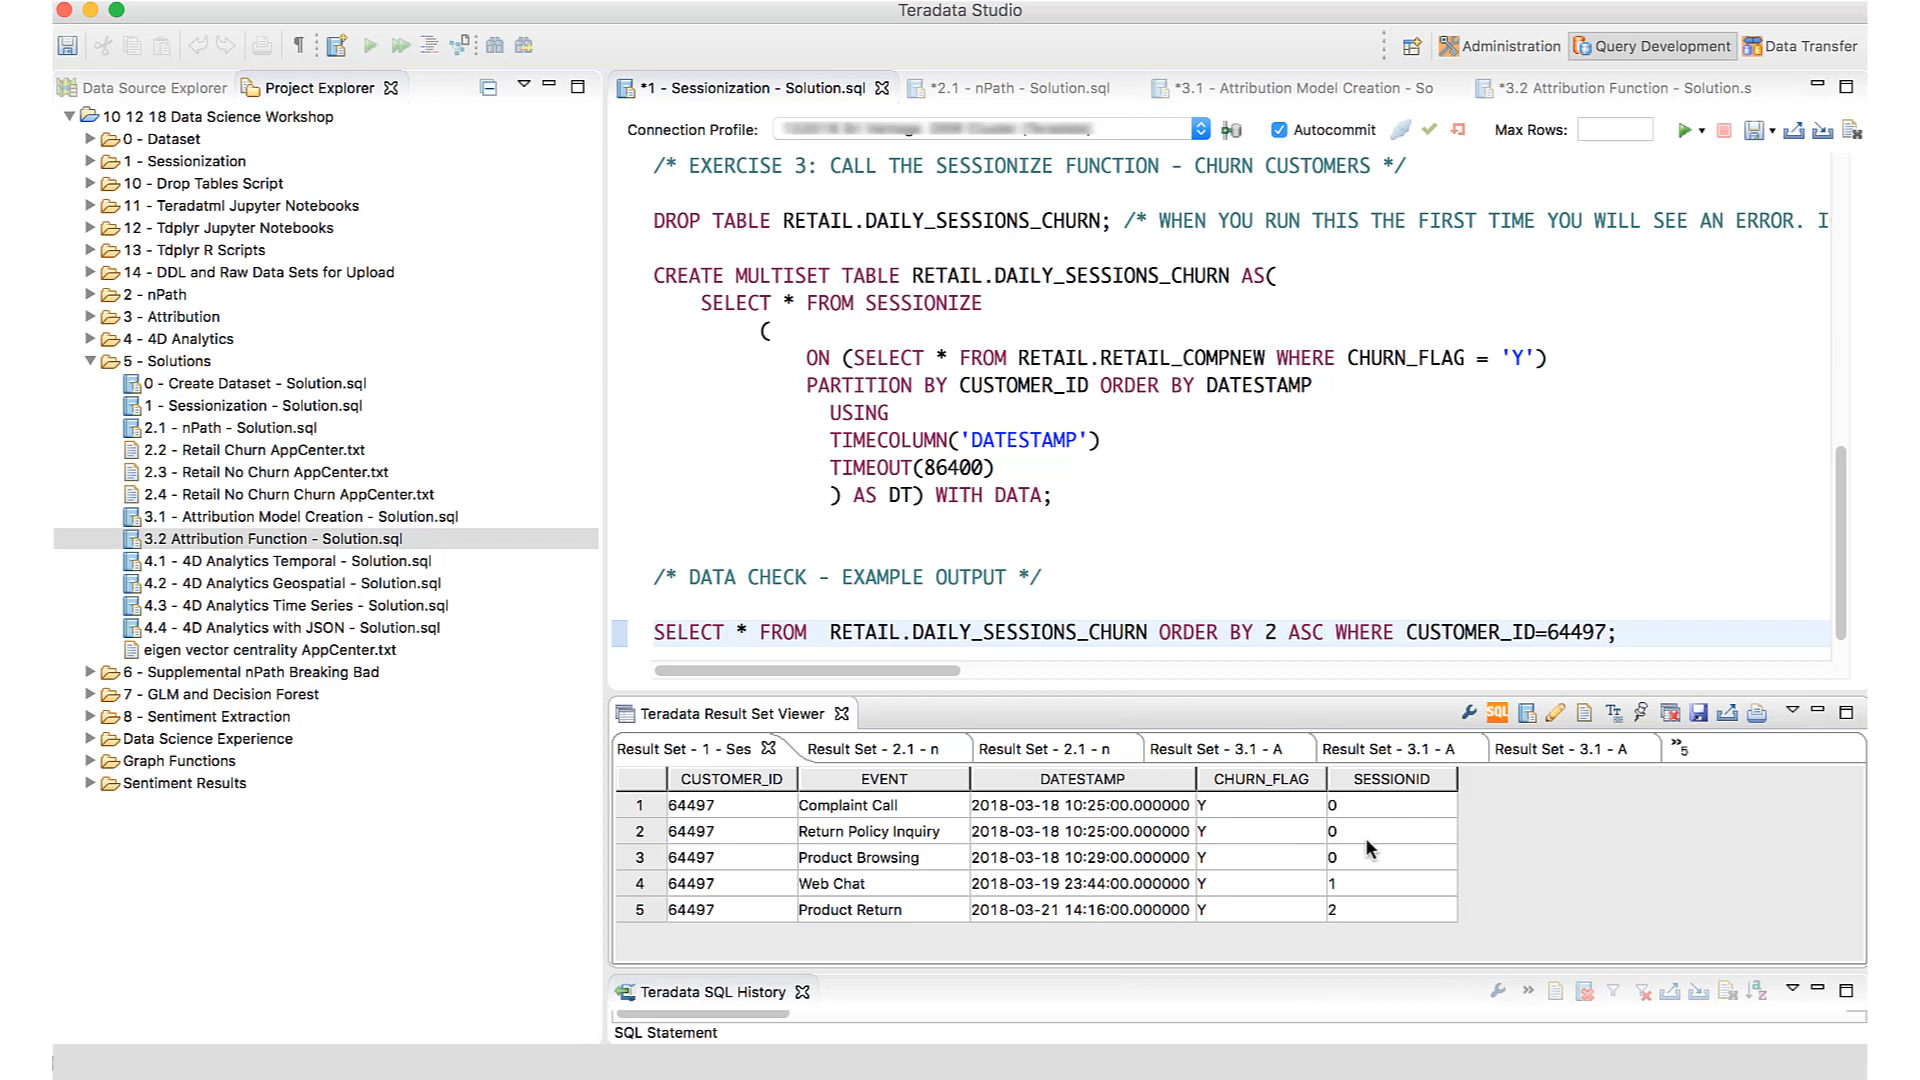 Teradata Studio
Administration
Query Development
Data Transfer
Data Source Explorer
Project Explorer
10 12 18 Data Science Workshop
0 - Dataset
1 - Sessionization
10 - Drop Tables Script
11 - Teradatml Jupyter Notebooks
12 - Tdplyr Jupyter Notebooks
13 - Tdplyr R Scripts
14 - DDL and Raw Data Sets for Upload
2 - nPath
3 - Attribution
4 - 4D Analytics
5 - Solutions
0 - Create Dataset - Solution.sql
1 - Sessionization - Solution.sql
2.1 - nPath - Solution.sql
2.2 - Retail Churn AppCenter.txt
2.3 - Retail No Churn AppCenter.txt
2.4 - Retail No Churn Churn AppCenter.txt
3.1 - Attribution Model Creation - Solution.sql
3.2 Attribution Function - Solution.sql
4.1 - 4D Analytics Temporal - Solution.sql
4.2 - 4D Analytics Geospatial - Solution.sql
4.3 - 4D Analytics Time Series - Solution.sql
4.4 - 4D Analytics with JSON - Solution.sql
eigen vector centrality AppCenter.txt
6 - Supplemental nPath Breaking Bad
7 - GLM and Decision Forest
8 - Sentiment Extraction
Data Science Experience
Graph Functions
Sentiment Results
*1 - Sessionization - Solution.sql
*2.1 - nPath - Solution.sql
*3.1 - Attribution Model Creation - So
*3.2 Attribution Function - Solution.s
Connection Profile:
Autocommit
Max Rows:
/* EXERCISE 3: CALL THE SESSIONIZE FUNCTION - CHURN CUSTOMERS */
DROP TABLE RETAIL.DAILY_SESSIONS_CHURN; /* WHEN YOU RUN THIS THE FIRST TIME YOU WILL SEE AN ERROR. I
CREATE MULTISET TABLE RETAIL.DAILY_SESSIONS_CHURN AS(
SELECT * FROM SESSIONIZE
(
ON (SELECT * FROM RETAIL.RETAIL_COMPNEW WHERE CHURN_FLAG = 'Y')
PARTITION BY CUSTOMER_ID ORDER BY DATESTAMP
USING
TIMECOLUMN('DATESTAMP')
TIMEOUT(86400)
) AS DT) WITH DATA;
/* DATA CHECK - EXAMPLE OUTPUT */
SELECT * FROM  RETAIL.DAILY_SESSIONS_CHURN ORDER BY 2 ASC WHERE CUSTOMER_ID=64497;
Teradata Result Set Viewer
SQL
Result Set - 1 - Ses
Result Set - 2.1 - n
Result Set - 2.1 - n
Result Set - 3.1 - A
Result Set - 3.1 - A
Result Set - 3.1 - A
»5
CUSTOMER_ID EVENT DATESTAMP CHURN_FLAG SESSIONID
1 64497 Complaint Call 2018-03-18 10:25:00.000000 Y 0
2 64497 Return Policy Inquiry 2018-03-18 10:25:00.000000 Y 0
3 64497 Product Browsing 2018-03-18 10:29:00.000000 Y 0
4 64497 Web Chat 2018-03-19 23:44:00.000000 Y 1
5 64497 Product Return 2018-03-21 14:16:00.000000 Y 2
Teradata SQL History
SQL Statement